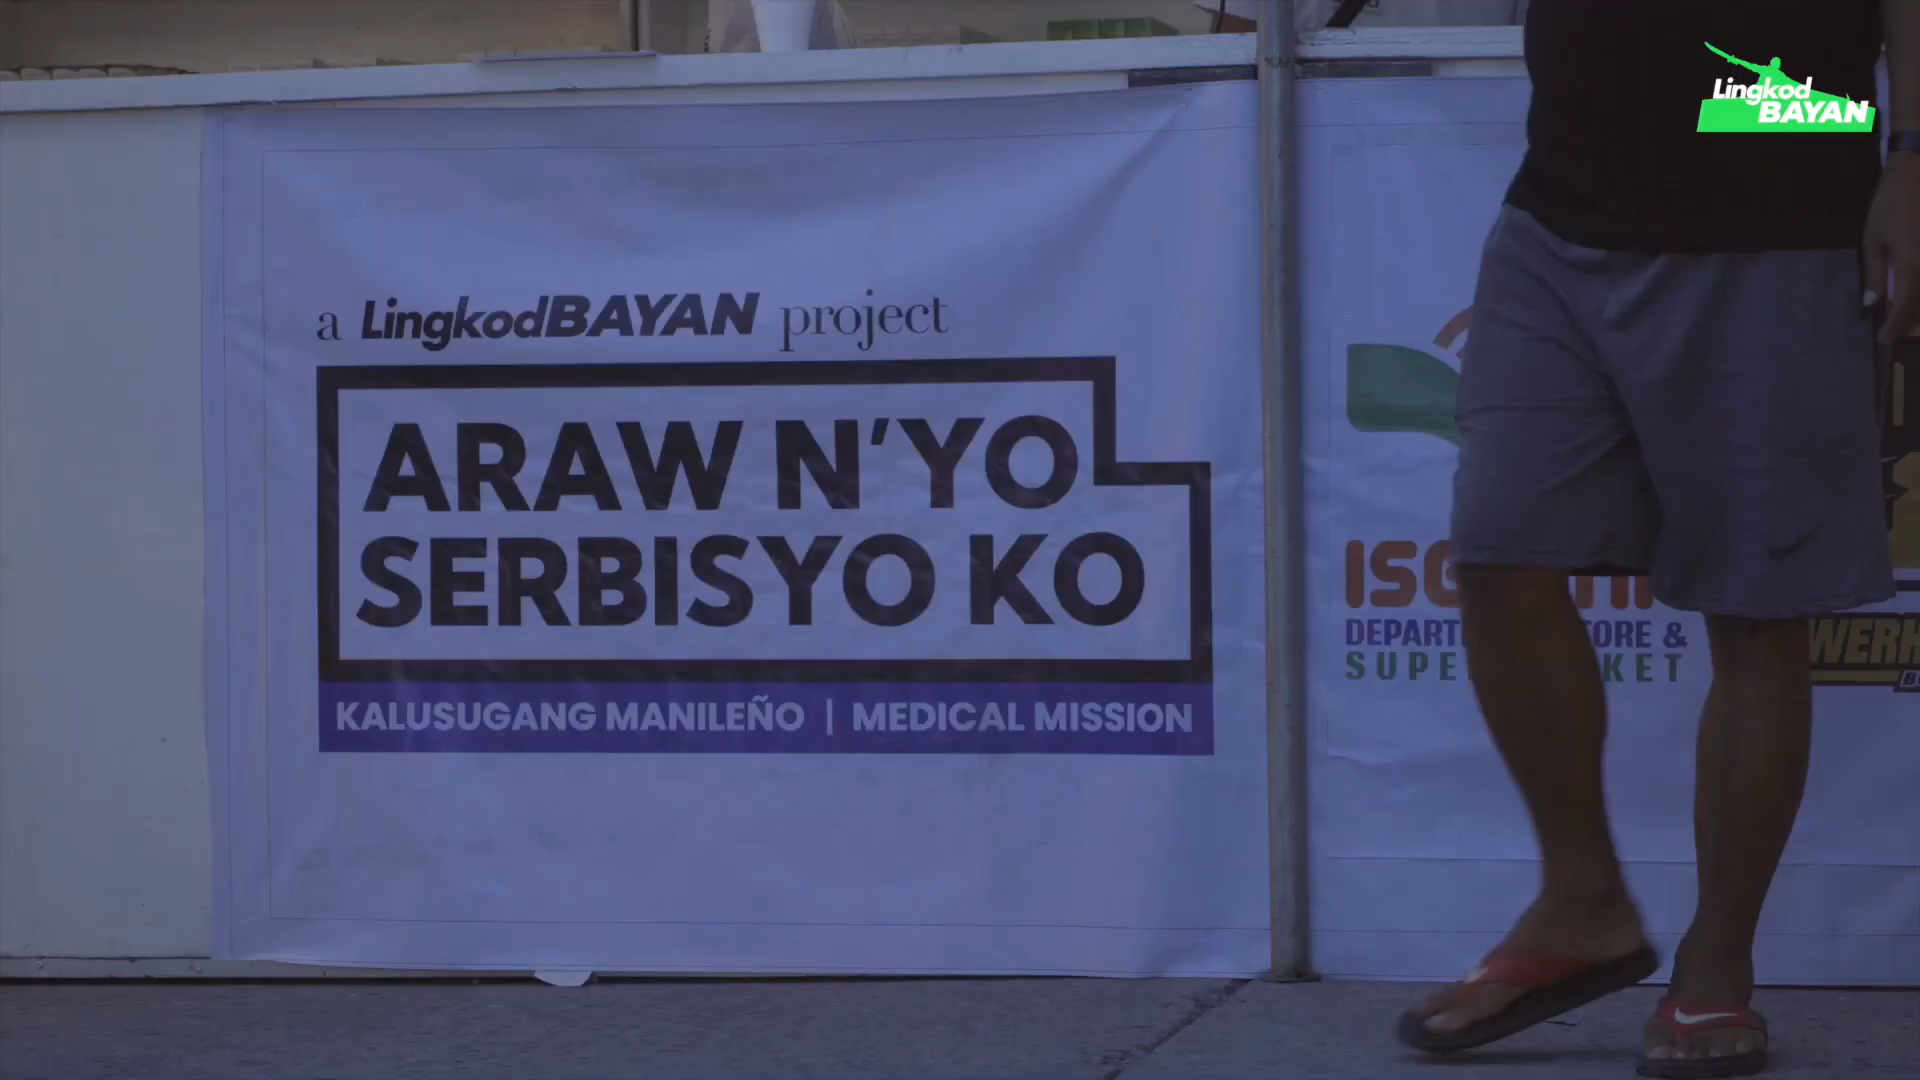 Lingkod
BAYAN
a LingkodBAYAN project
ARAW N'YO
SERBISYO KO
KALUSUGANG MANILEÑO | MEDICAL MISSION
&